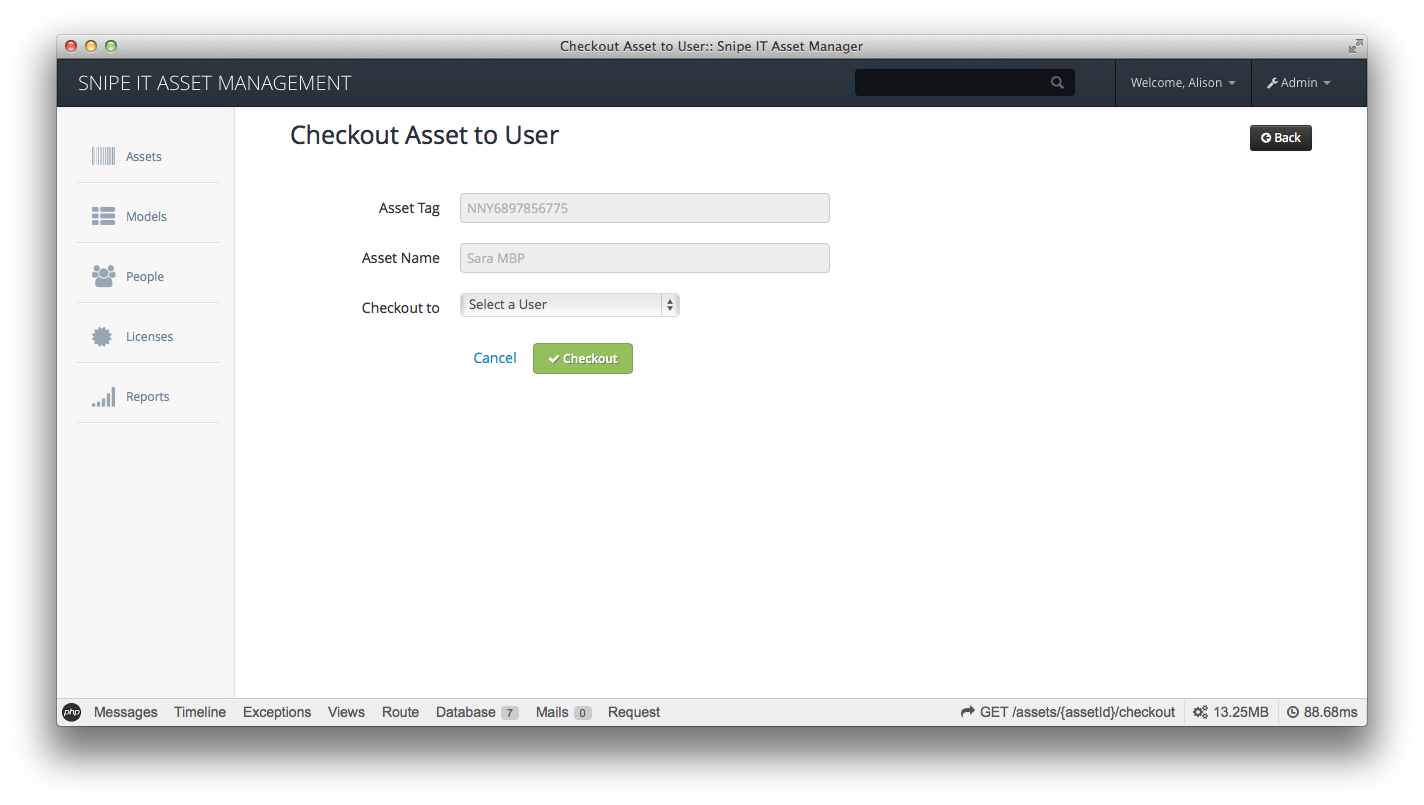 Checkout Asset to User:: Snipe IT Asset Manager
SNIPE IT ASSET MANAGEMENT
Welcome, Alison
Admin
Assets
Models
People
Licenses
Reports
Checkout Asset to User
Back
Asset Tag NNY6897856775
Asset Name Sara MBP
Checkout to Select a User
Cancel Checkout
php Messages Timeline Exceptions Views Route Database 7 Mails 0 Request GET /assets/{assetId}/checkout 13.25MB 88.68ms